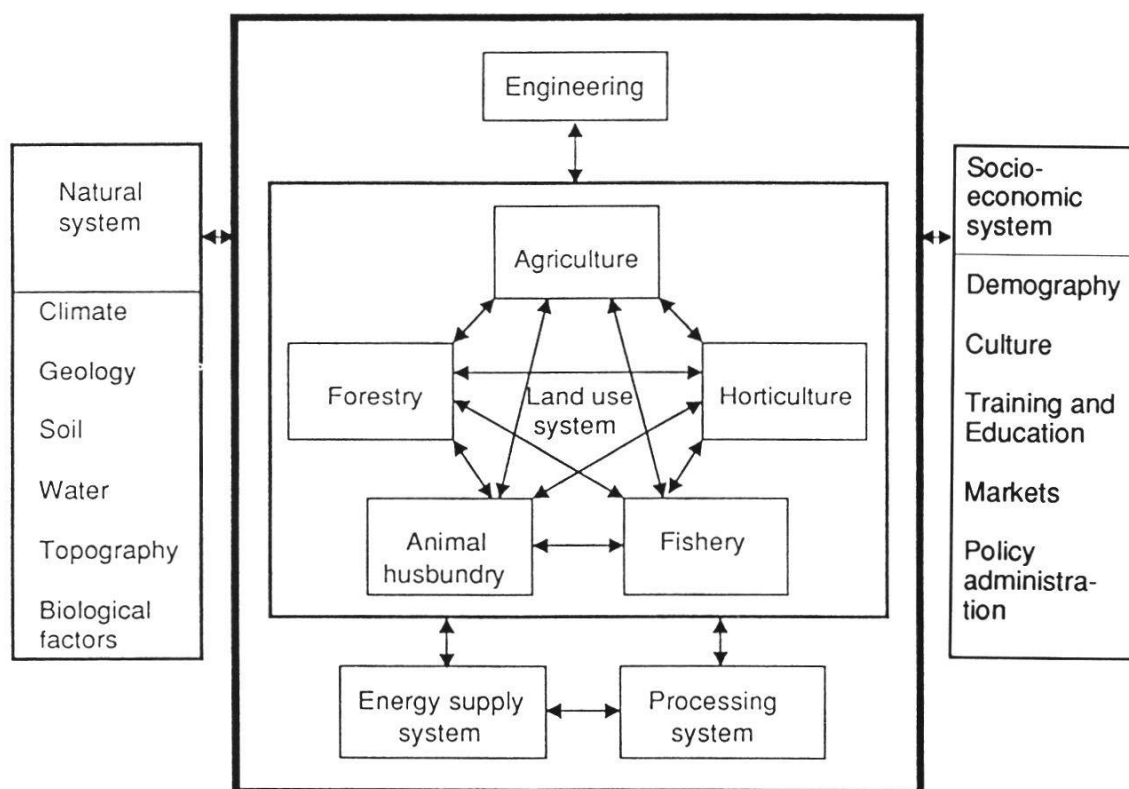 Engineering
Natural
system
Climate
Geology
Soil
Water
Topography
Biological
factors
Agriculture
Forestry
Land use
system
Horticulture
Animal
husbundry
Fishery
Energy supply
system
Processing
system
Socio-
economic
system
Demography
Culture
Training and
Education
Markets
Policy
administra-
tion